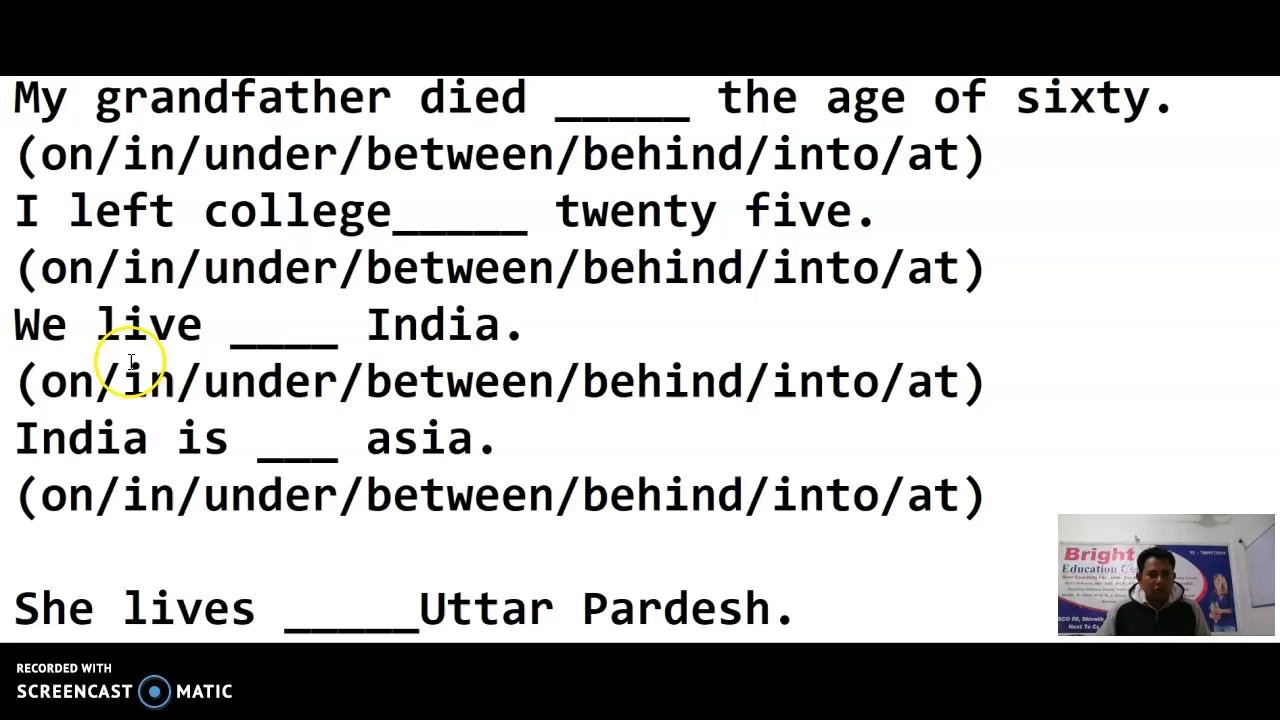 My grandfather died _____ the age of sixty.
(on/in/under/between/behind/into/at)
I left college_____ twenty five.
(on/in/under/between/behind/into/at)
We live ____ India.
(on/in/under/between/behind/into/at)
India is ___ asia.
(on/in/under/between/behind/into/at)
She lives _____Uttar Pardesh.
Bright
Education
Next To
RECORDED WITH
SCREENCAST MATIC